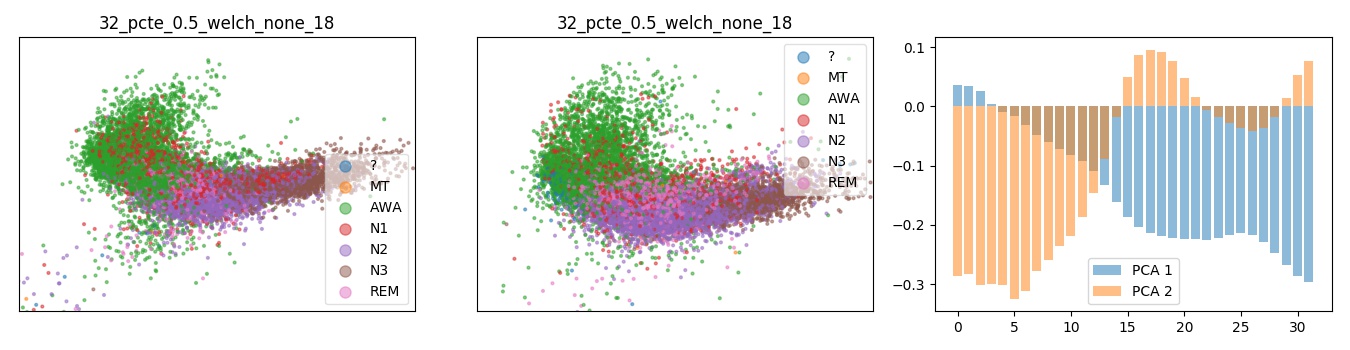 32_pcte_0.5_welch_none_18
?
MT
AWA
N1
N2
N3
REM
32_pcte_0.5_welch_none_18
?
MT
AWA
N1
N2
N3
REM
0.1
0.0
−0.1
−0.2
−0.3
PCA 1
PCA 2
0 5 10 15 20 25 30